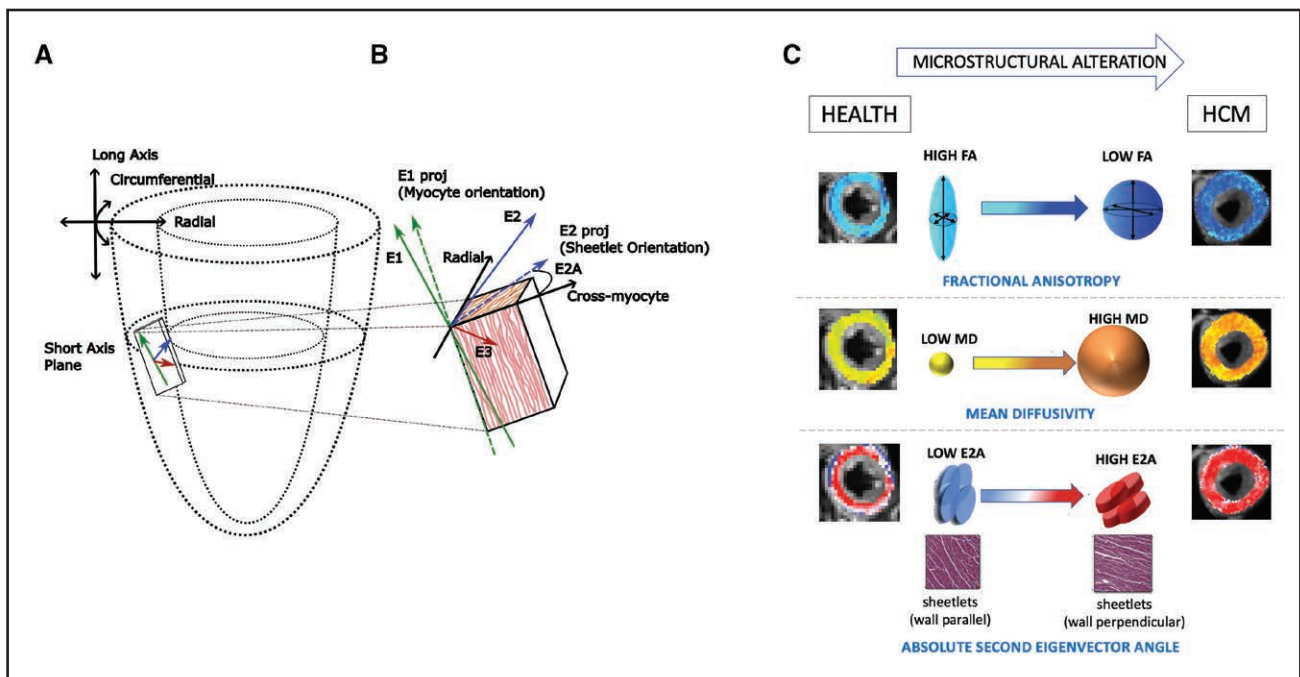 A
Long Axis
Circumferential
Radial
Short Axis
Plane
B
E1 proj
(Myocyte orientation)
E2
E2 proj
(Sheetlet Orientation)
E1
Radial
E2A
Cross-myocyte
E3
C
MICROSTRUCTURAL ALTERATION
HEALTH
HCM
HIGH FA
LOW FA
FRACTIONAL ANISOTROPY
LOW MD
HIGH MD
MEAN DIFFUSIVITY
LOW E2A
HIGH E2A
sheetlets
(wall parallel)
sheetlets
(wall perpendicular)
ABSOLUTE SECOND EIGENVECTOR ANGLE